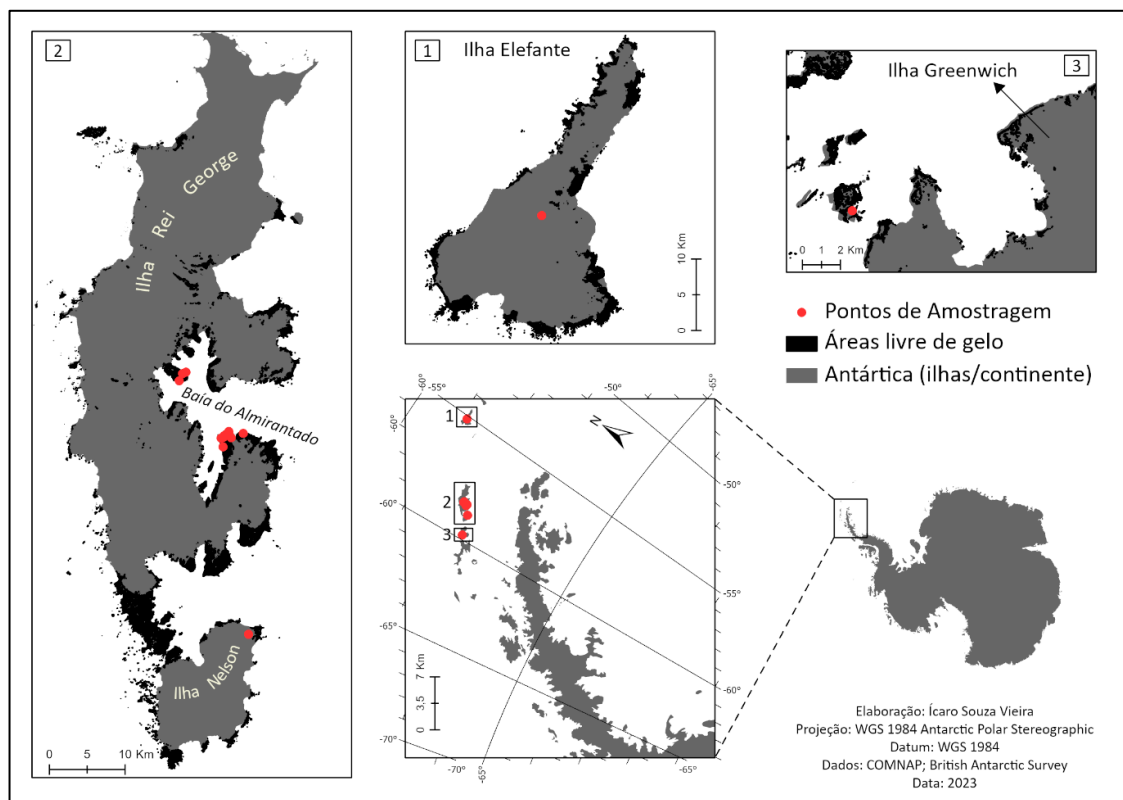 2
Ilha Rei George
Baía do Almirantado
Ilha Nelson
0 5 10 Km
1
Ilha Elefante
10 Km
5
0
3
Ilha Greenwich
0 1 2 Km
Pontos de Amostragem
Áreas livre de gelo
Antártica (ilhas/continente)
-60° -55° -50° -65°
1
N
-60°
2
3
-50°
-55°
-65°
7 Km
3.5
0
-60°
-70°
-70° -65° -65°
Elaboração: Ícaro Souza Vieira
Projeção: WGS 1984 Antarctic Polar Stereographic
Datum: WGS 1984
Dados: COMNAP; British Antarctic Survey
Data: 2023